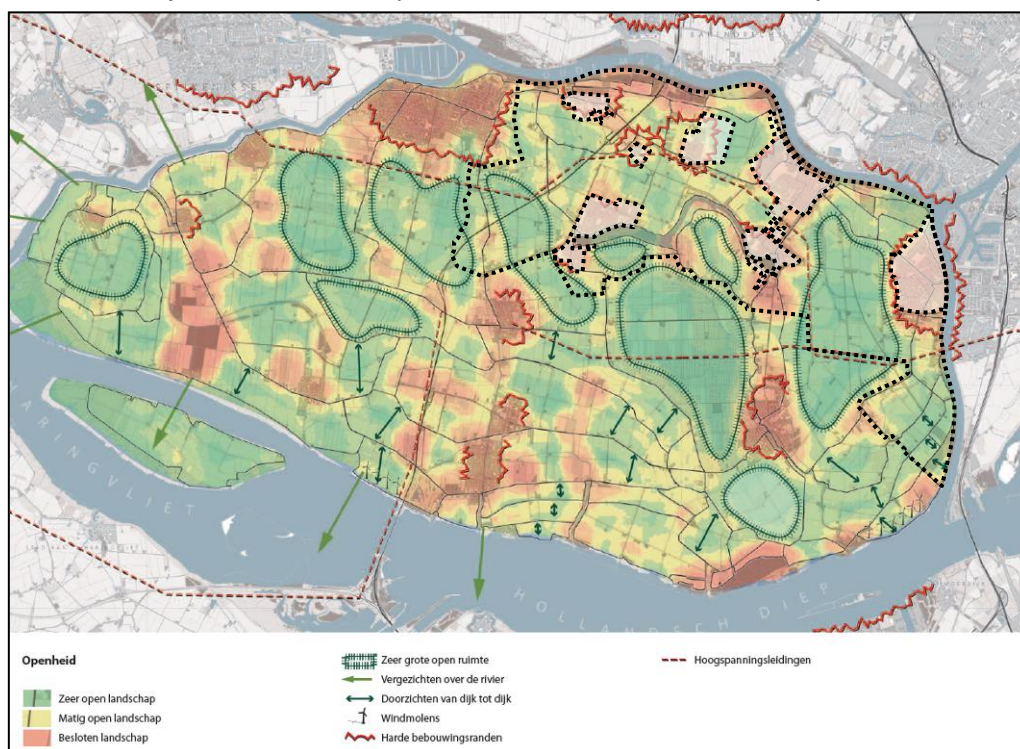 BARENDRECHT
HARINGVLIET
HOLLANDSCH DIEP
Openheid
Zeer open landschap
Matig open landschap
Besloten landschap
Zeer grote open ruimte
Vergezichten over de rivier
Doorzichten van dijk tot dijk
Windmolens
Harde bebouwingsranden
Hoogspanningsleidingen